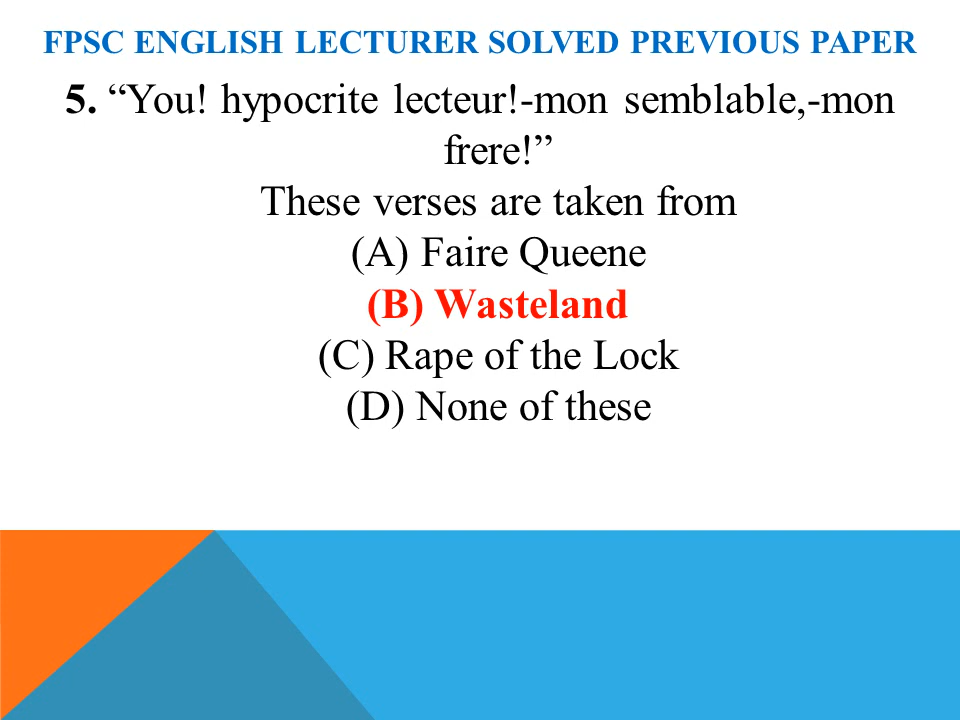 FPSC ENGLISH LECTURER SOLVED PREVIOUS PAPER
5. “You! hypocrite lecteur!-mon semblable,-mon
frere!”
These verses are taken from
(A) Faire Queene
(B) Wasteland
(C) Rape of the Lock
(D) None of these